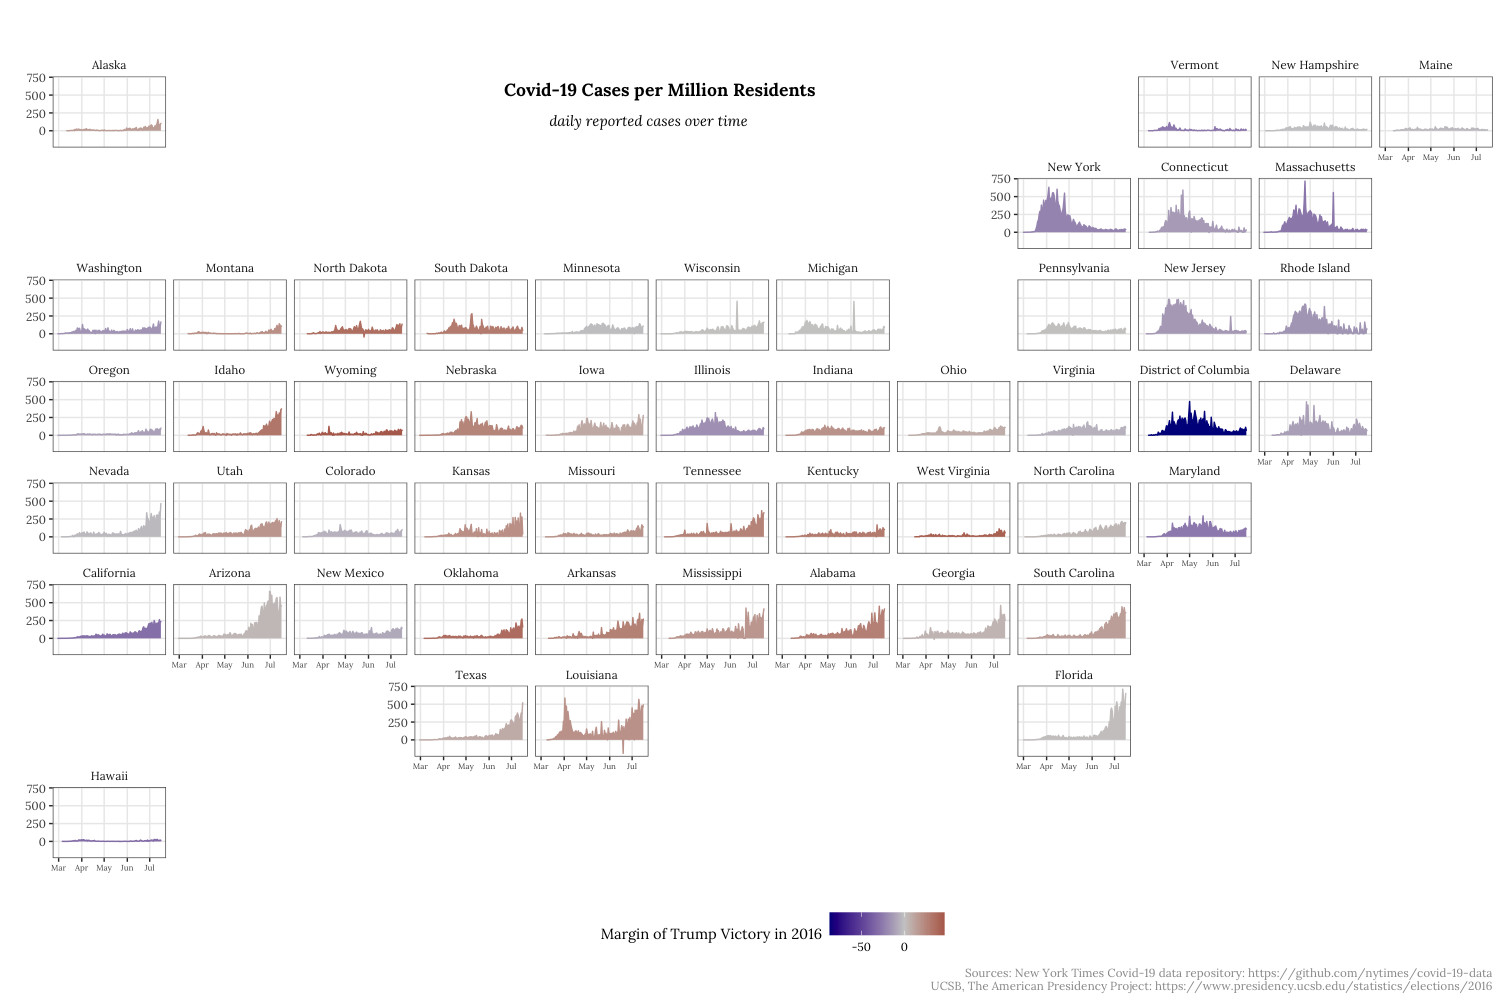 Covid-19 Cases per Million Residents
daily reported cases over time
Alaska
Vermont New Hampshire Maine
750
500
250
0
Mar Apr May Jun Jul
New York Connecticut Massachusetts
750
500
250
0
Washington Montana North Dakota South Dakota Minnesota Wisconsin Michigan Pennsylvania New Jersey Rhode Island
750
500
250
0
Oregon Idaho Wyoming Nebraska Iowa Illinois Indiana Ohio Virginia District of Columbia Delaware
750
500
250
0
Mar Apr May Jun Jul
Nevada Utah Colorado Kansas Missouri Tennessee Kentucky West Virginia North Carolina Maryland
750
500
250
0
Mar Apr May Jun Jul
California Arizona New Mexico Oklahoma Arkansas Mississippi Alabama Georgia South Carolina
750
500
250
0
Mar Apr May Jun Jul Mar Apr May Jun Jul Mar Apr May Jun Jul Mar Apr May Jun Jul Mar Apr May Jun Jul
Texas Louisiana Florida
750
500
250
0
Mar Apr May Jun Jul Mar Apr May Jun Jul Mar Apr May Jun Jul
Hawaii
750
500
250
0
Mar Apr May Jun Jul
Margin of Trump Victory in 2016
-50 0
Sources: New York Times Covid-19 data repository: https://github.com/nytimes/covid-19-data
UCSB, The American Presidency Project: https://www.presidency.ucsb.edu/statistics/elections/2016